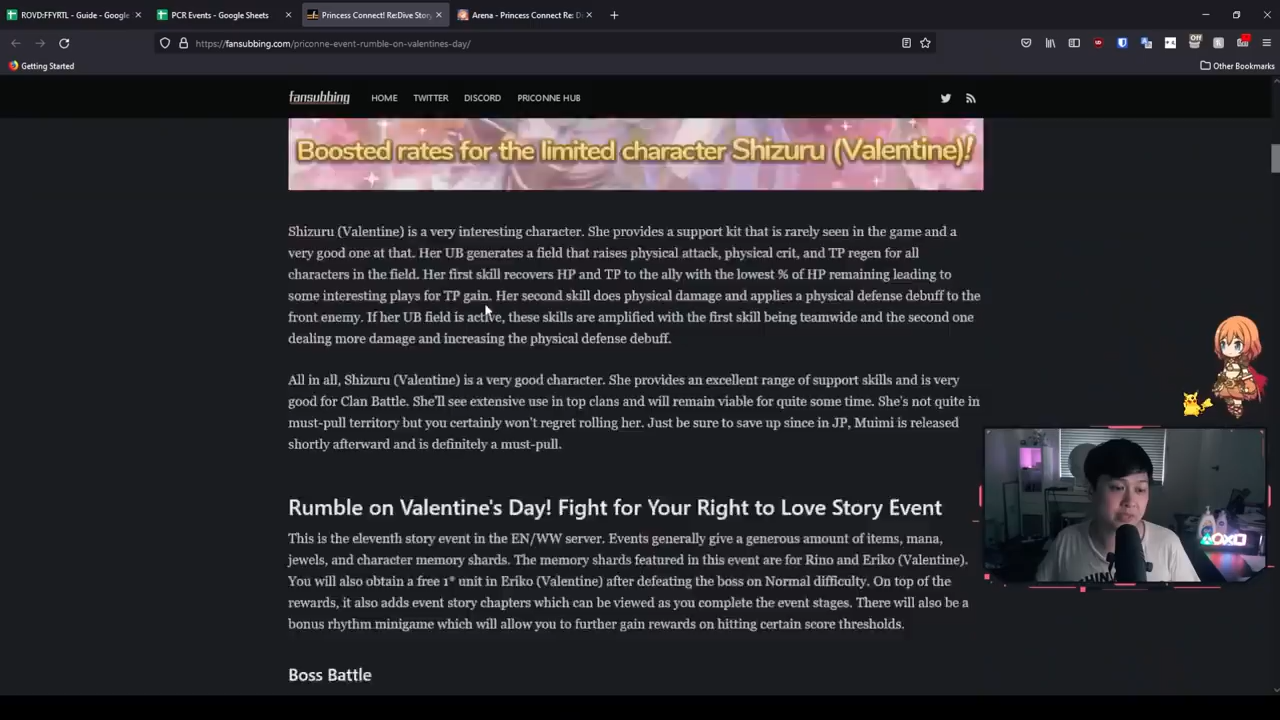 ROVD:FFYRTL - Guide - Google
PCR Events - Google Sheets
Princess Connect! Re:Dive Stor
Arena - Princess Connect Re: Di
https://fansubbing.com/priconne-event-rumble-on-valentines-day/
Off
Getting Started
Other Bookmarks
fansubbing HOME TWITTER DISCORD PRICONNE HUB
Boosted rates for the limited character Shizuru (Valentine)!
Shizuru (Valentine) is a very interesting character. She provides a support kit that is rarely seen in the game and a
very good one at that. Her UB generates a field that raises physical attack, physical crit, and TP regen for all
characters in the field. Her first skill recovers HP and TP to the ally with the lowest % of HP remaining leading to
some interesting plays for TP gain. Her second skill does physical damage and applies a physical defense debuff to the
front enemy. If her UB field is active, these skills are amplified with the first skill being teamwide and the second one
dealing more damage and increasing the physical defense debuff.
All in all, Shizuru (Valentine) is a very good character. She provides an excellent range of support skills and is very
good for Clan Battle. She'll see extensive use in top clans and will remain viable for quite some time. She's not quite in
must-pull territory but you certainly won't regret rolling her. Just be sure to save up since in JP, Muimi is released
shortly afterward and is definitely a must-pull.
Rumble on Valentine's Day! Fight for Your Right to Love Story Event
This is the eleventh story event in the EN/WW server. Events generally give a generous amount of items, mana,
jewels, and character memory shards. The memory shards featured in this event are for Rino and Eriko (Valentine).
You will also obtain a free 1* unit in Eriko (Valentine) after defeating the boss on Normal difficulty. On top of the
rewards, it also adds event story chapters which can be viewed as you complete the event stages. There will also be a
bonus rhythm minigame which will allow you to further gain rewards on hitting certain score thresholds.
Boss Battle